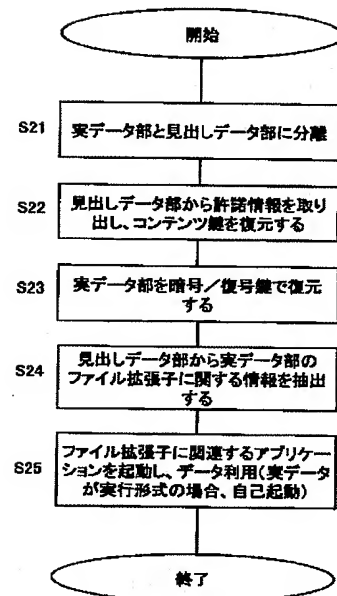 開始
S21
実データ部と見出しデータ部に分離
S22
見出しデータ部から許諾情報を取り
出し、コンテンツ鍵を復元する
S23
実データ部を暗号／復号鍵で復元
する
S24
見出しデータ部から実データ部の
ファイル拡張子に関する情報を抽出
する
S25
ファイル拡張子に関連するアプリケー
ションを起動し、データ利用(実データ
が実行形式の場合、自己起動)
終了